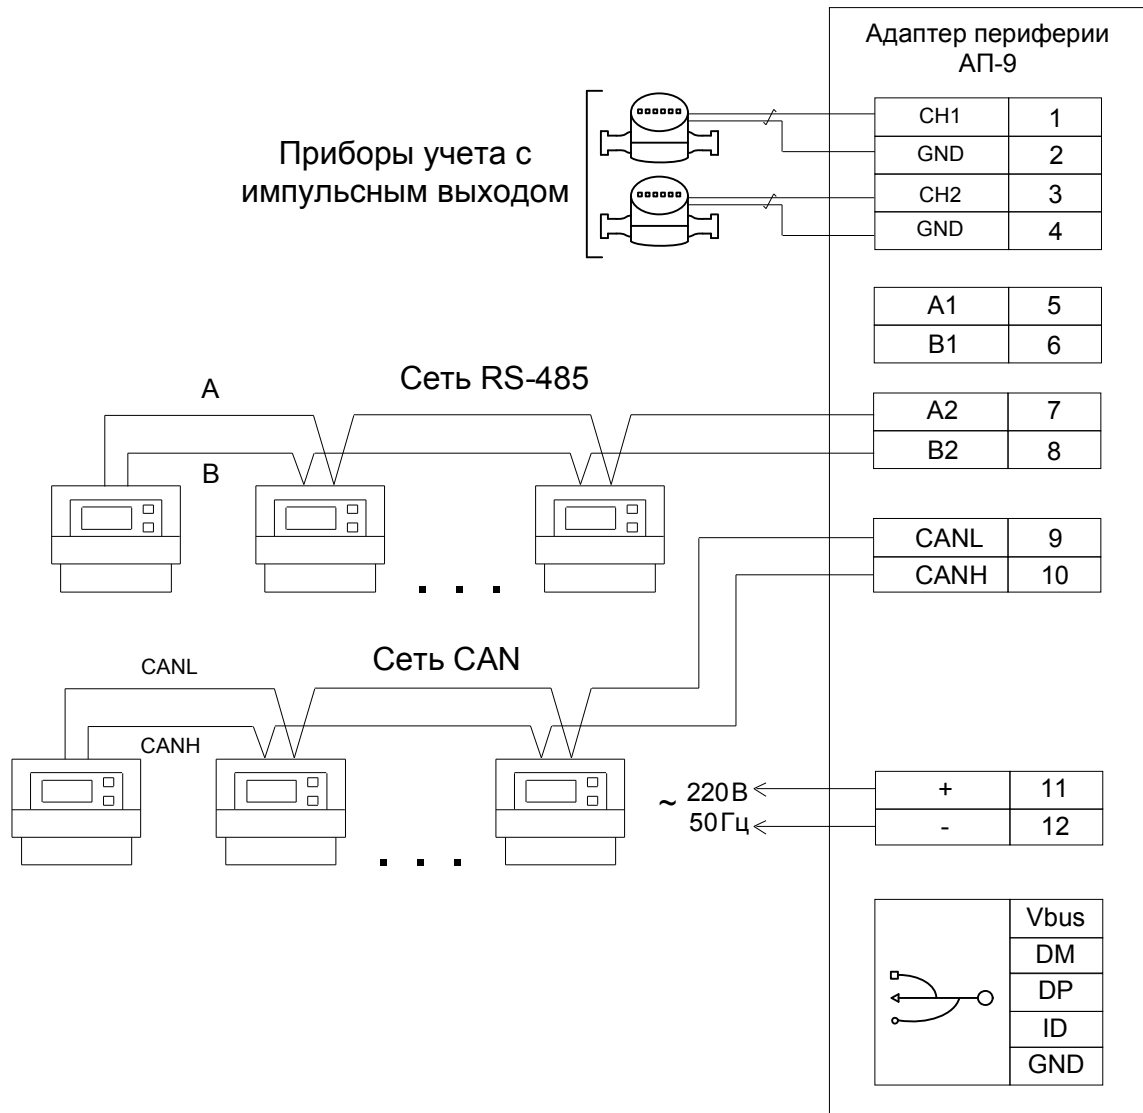 Адаптер периферии
АП-9
Приборы учета с
импульсным выходом
CH1 1
GND 2
CH2 3
GND 4
A1 5
B1 6
Сеть RS-485
A
B
A2 7
B2 8
CANL 9
CANH 10
Сеть CAN
CANL
CANH
~ 220В
50Гц
+ 11
- 12
Vbus
DM
DP
ID
GND